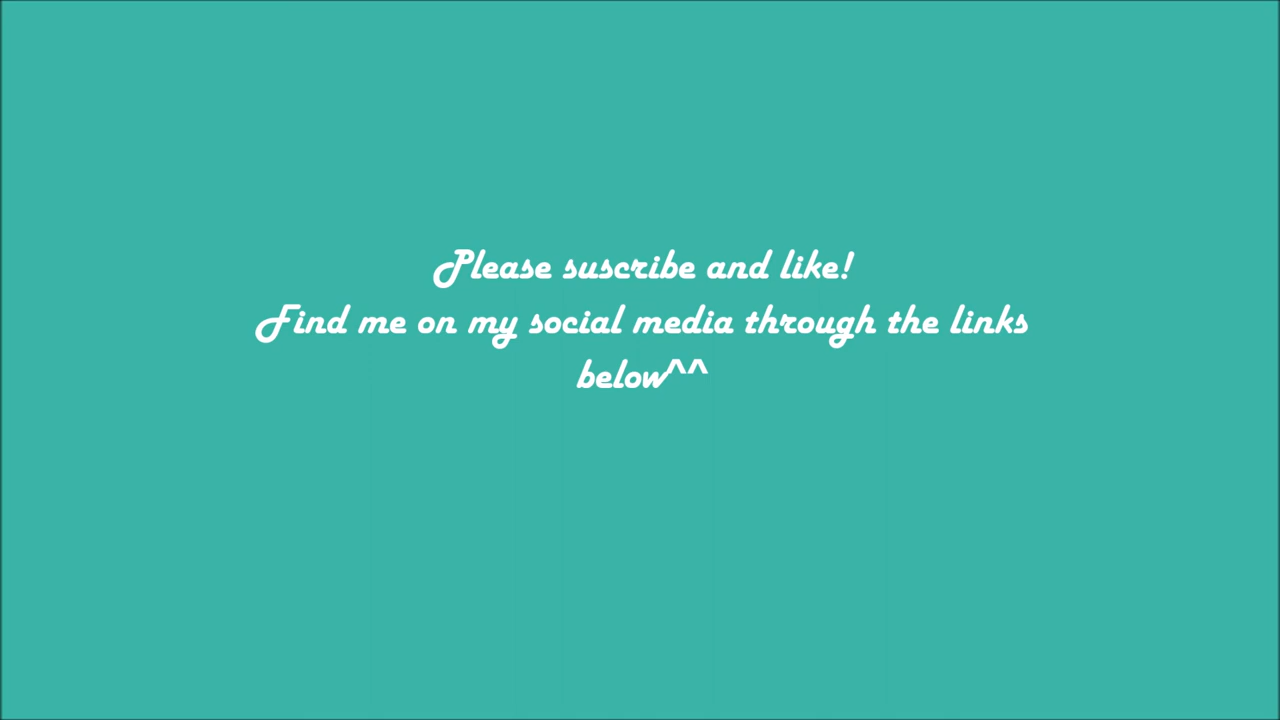 Please suscribe and like!
Find me on my social media through the links
below^^